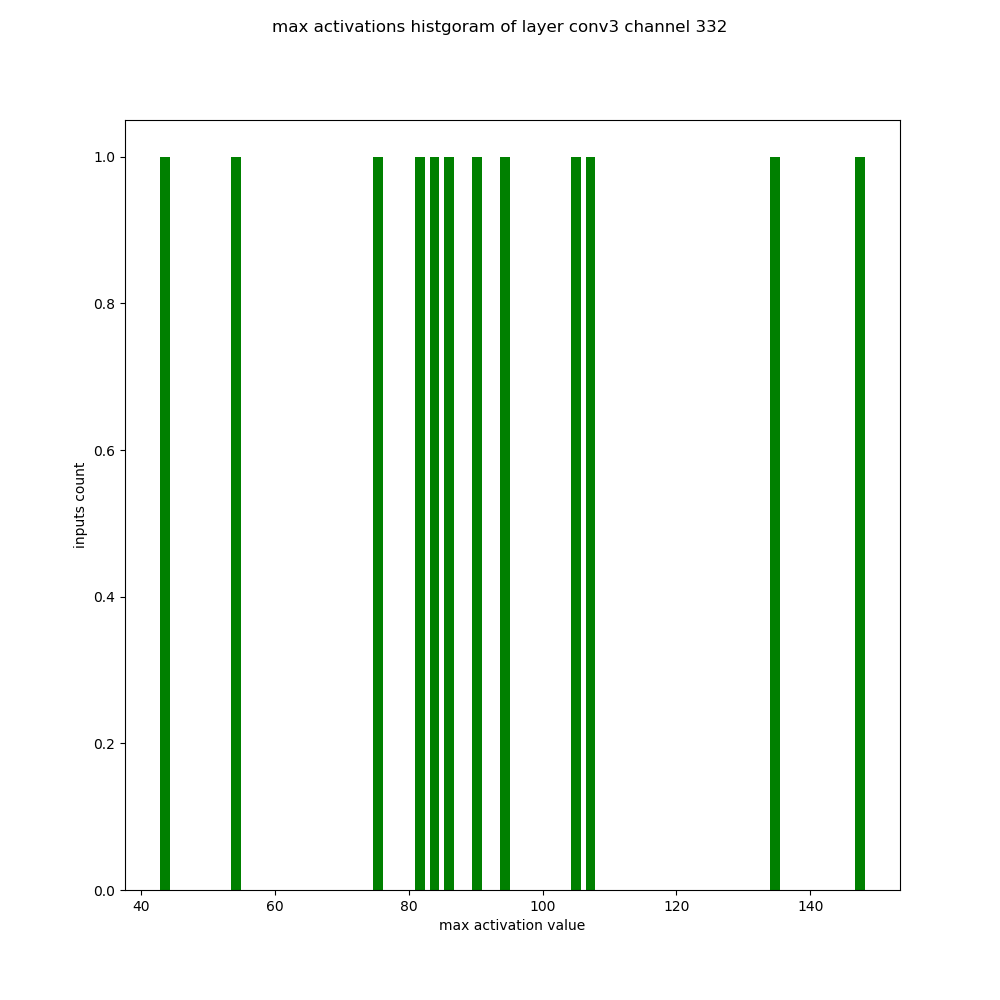 max activations histgoram of layer conv3 channel 332
1.0
0.8
0.6
0.4
0.2
0.0
inputs count
40 60 80 100 120 140
max activation value